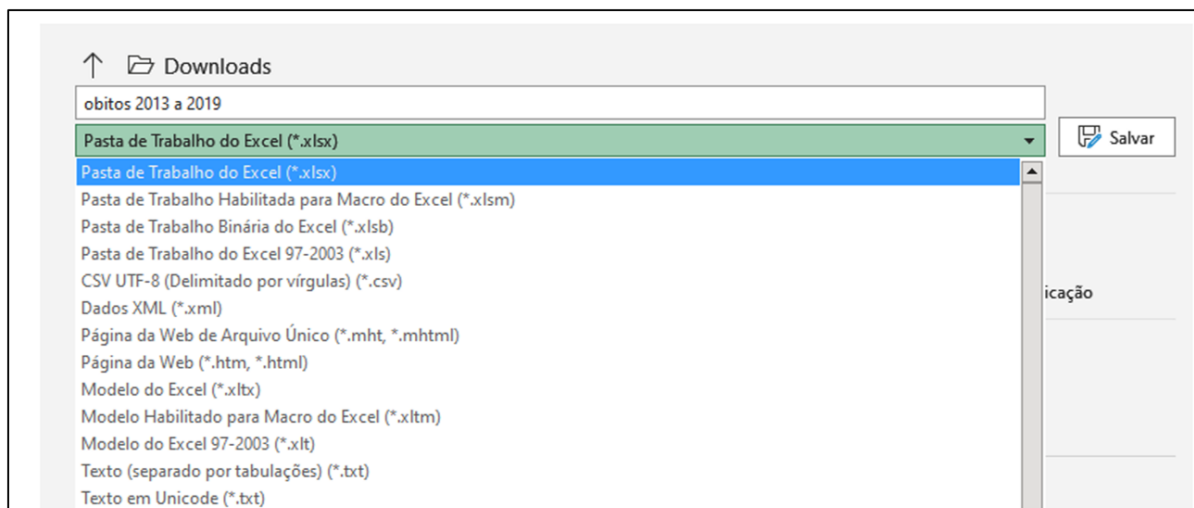 Downloads
obitos 2013 a 2019
Pasta de Trabalho do Excel (*.xlsx)
Salvar
Pasta de Trabalho do Excel (*.xlsx)
Pasta de Trabalho Habilitada para Macro do Excel (*.xlsm)
Pasta de Trabalho Binária do Excel (*.xlsb)
Pasta de Trabalho do Excel 97-2003 (*.xls)
CSV UTF-8 (Delimitado por vírgulas) (*.csv)
Dados XML (*.xml)
icação
Página da Web de Arquivo Único (*.mht, *.mhtml)
Página da Web (*.htm, *.html)
Modelo do Excel (*.xltx)
Modelo Habilitado para Macro do Excel (*.xltm)
Modelo do Excel 97-2003 (*.xlt)
Texto (separado por tabulações) (*.txt)
Texto em Unicode (*.txt)